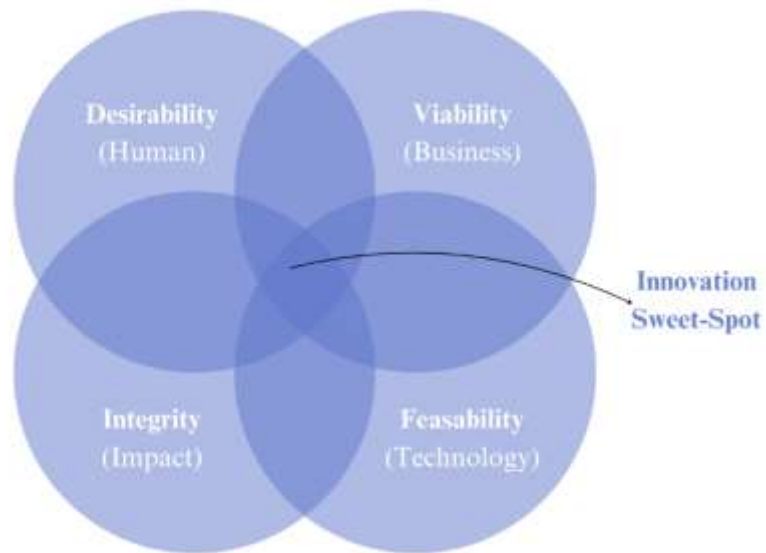 Desirability
(Human)
Viability
(Business)
Innovation
Sweet-Spot
Integrity
(Impact)
Feasability
(Technology)